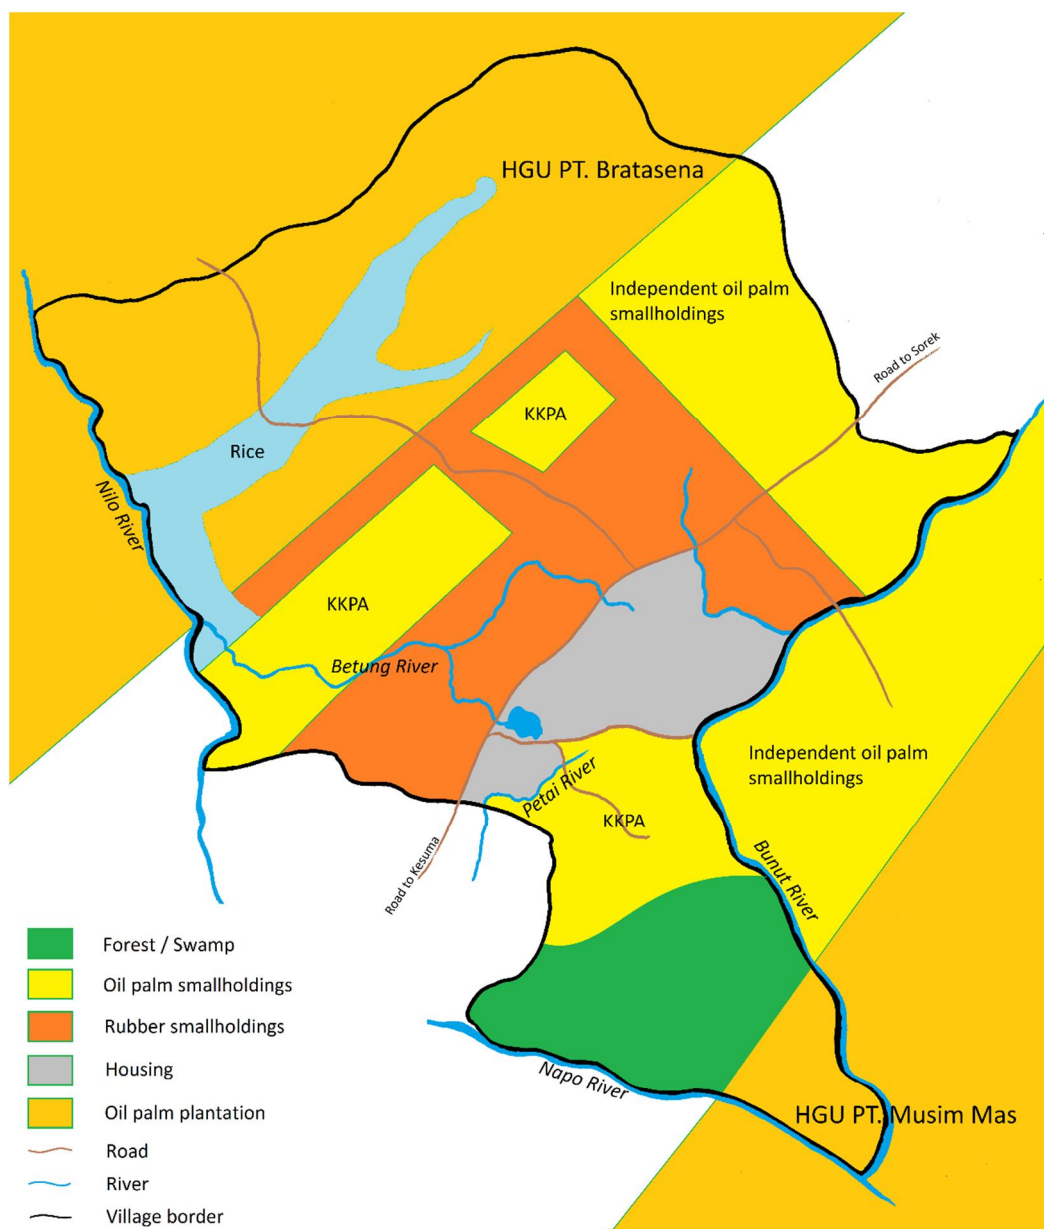 HGU PT. Bratasena
Independent oil palm
smallholdings
Road to Sorek
KKPA
Rice
Nilo River
KKPA
Betung River
Independent oil palm
smallholdings
Petai River
KKPA
Road to Kesuma
Bunut River
Napo River
HGU PT. Musim Mas
Forest / Swamp
Oil palm smallholdings
Rubber smallholdings
Housing
Oil palm plantation
Road
River
Village border